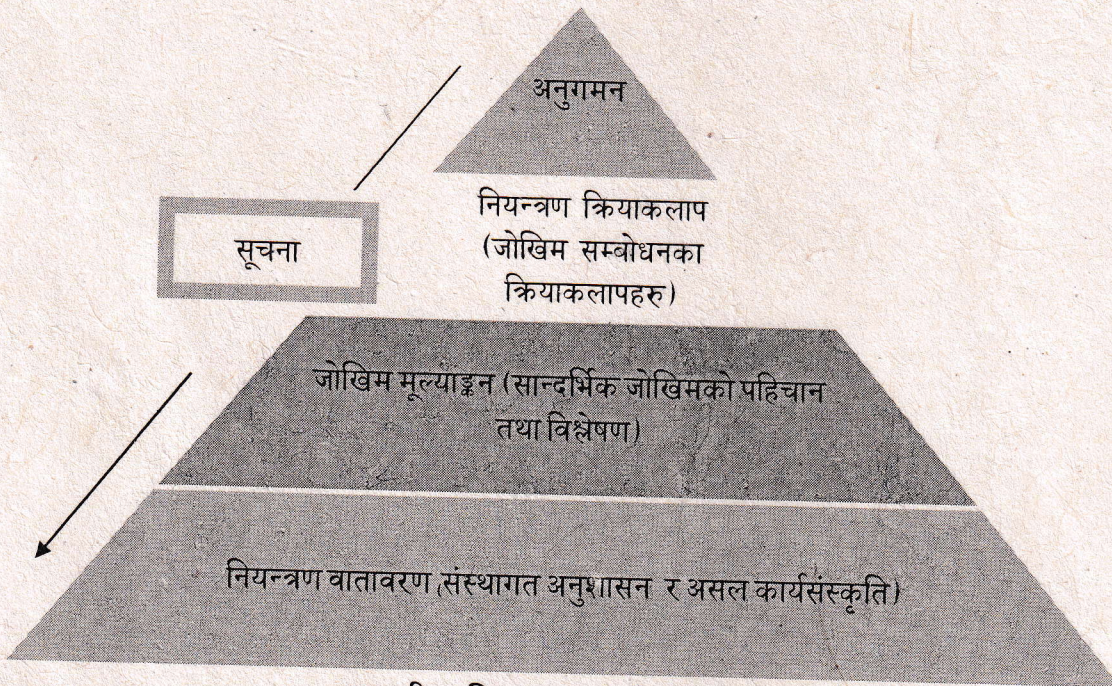 अनुगमन
नियन्त्रण क्रियाकलाप
(जोखिम सम्बोधनका
क्रियाकलापहरु)
सूचना
जोखिम मूल्याङ्कन (सान्दर्भिक जोखिमको पहिचान
तथा विश्लेषण)
नियन्त्रण वातावरण (संस्थागत अनुशासन र असल कार्यसंस्कृति)